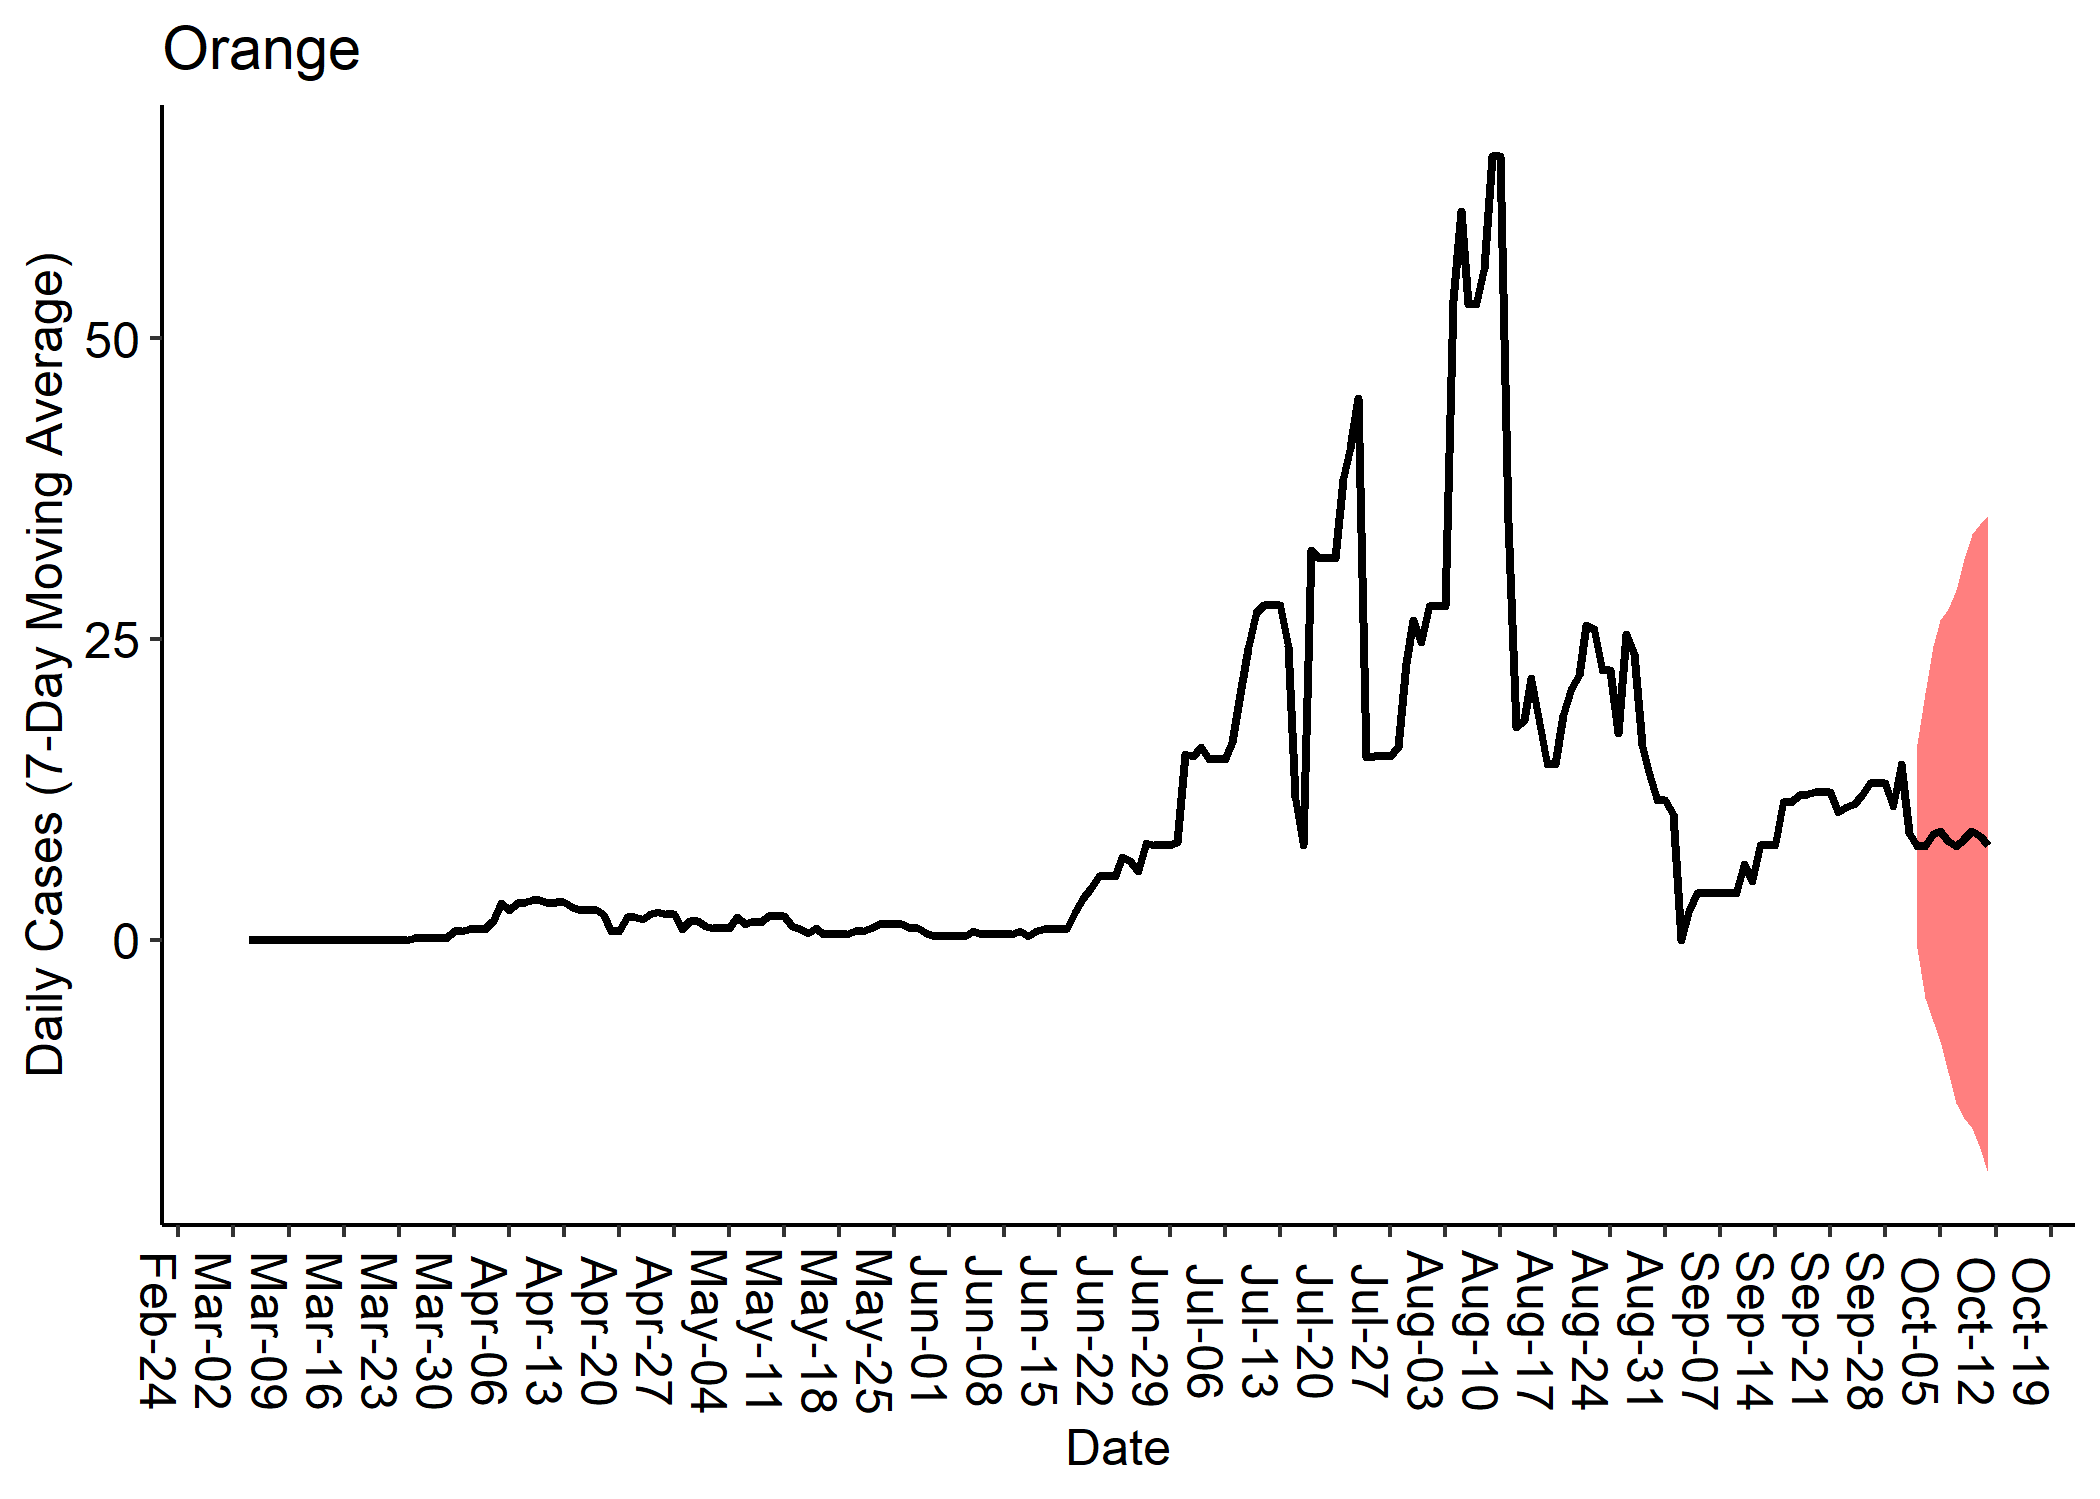 Orange
Daily Cases (7-Day Moving Average)
50
25
0
Feb-24
Mar-02
Mar-09
Mar-16
Mar-23
Mar-30
Apr-06
Apr-13
Apr-20
Apr-27
May-04
May-11
May-18
May-25
Jun-01
Jun-08
Jun-15
Jun-22
Jun-29
Jul-06
Jul-13
Jul-20
Jul-27
Aug-03
Aug-10
Aug-17
Aug-24
Aug-31
Sep-07
Sep-14
Sep-21
Sep-28
Oct-05
Oct-12
Oct-19
Date